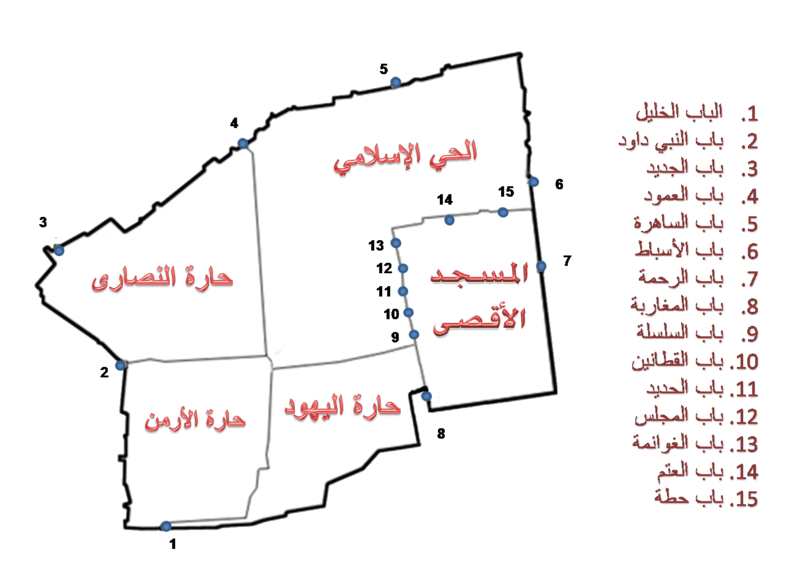 5
4
الحي الإسلامي
6
15
14
3
13
7
12
المسجد
حارة النصارى
11
10
الأقصى
9
2
حارة اليهود
حارة الأرمن
8
1
1. الباب الخليل
2. باب النبي داود
3. باب الجديد
4. باب العمود
5. باب الساهرة
6. باب الأسباط
7. باب الرحمة
8. باب المغاربة
9. باب السلسلة
10. باب القطانين
11. باب الحديد
12. باب المجلس
13. باب الغوانمة
14. باب العتم
15. باب حطة